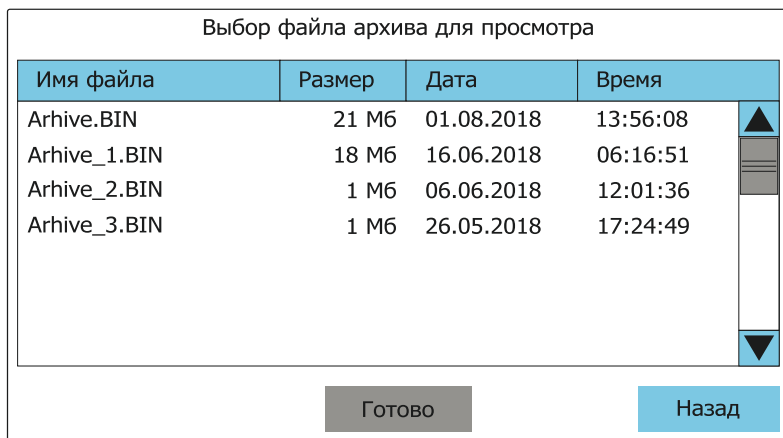 Выбор файла архива для просмотра
Имя файла Размер Дата Время
Arhive.BIN 21 Мб 01.08.2018 13:56:08
Arhive_1.BIN 18 Мб 16.06.2018 06:16:51
Arhive_2.BIN 1 Мб 06.06.2018 12:01:36
Arhive_3.BIN 1 Мб 26.05.2018 17:24:49
Готово Назад